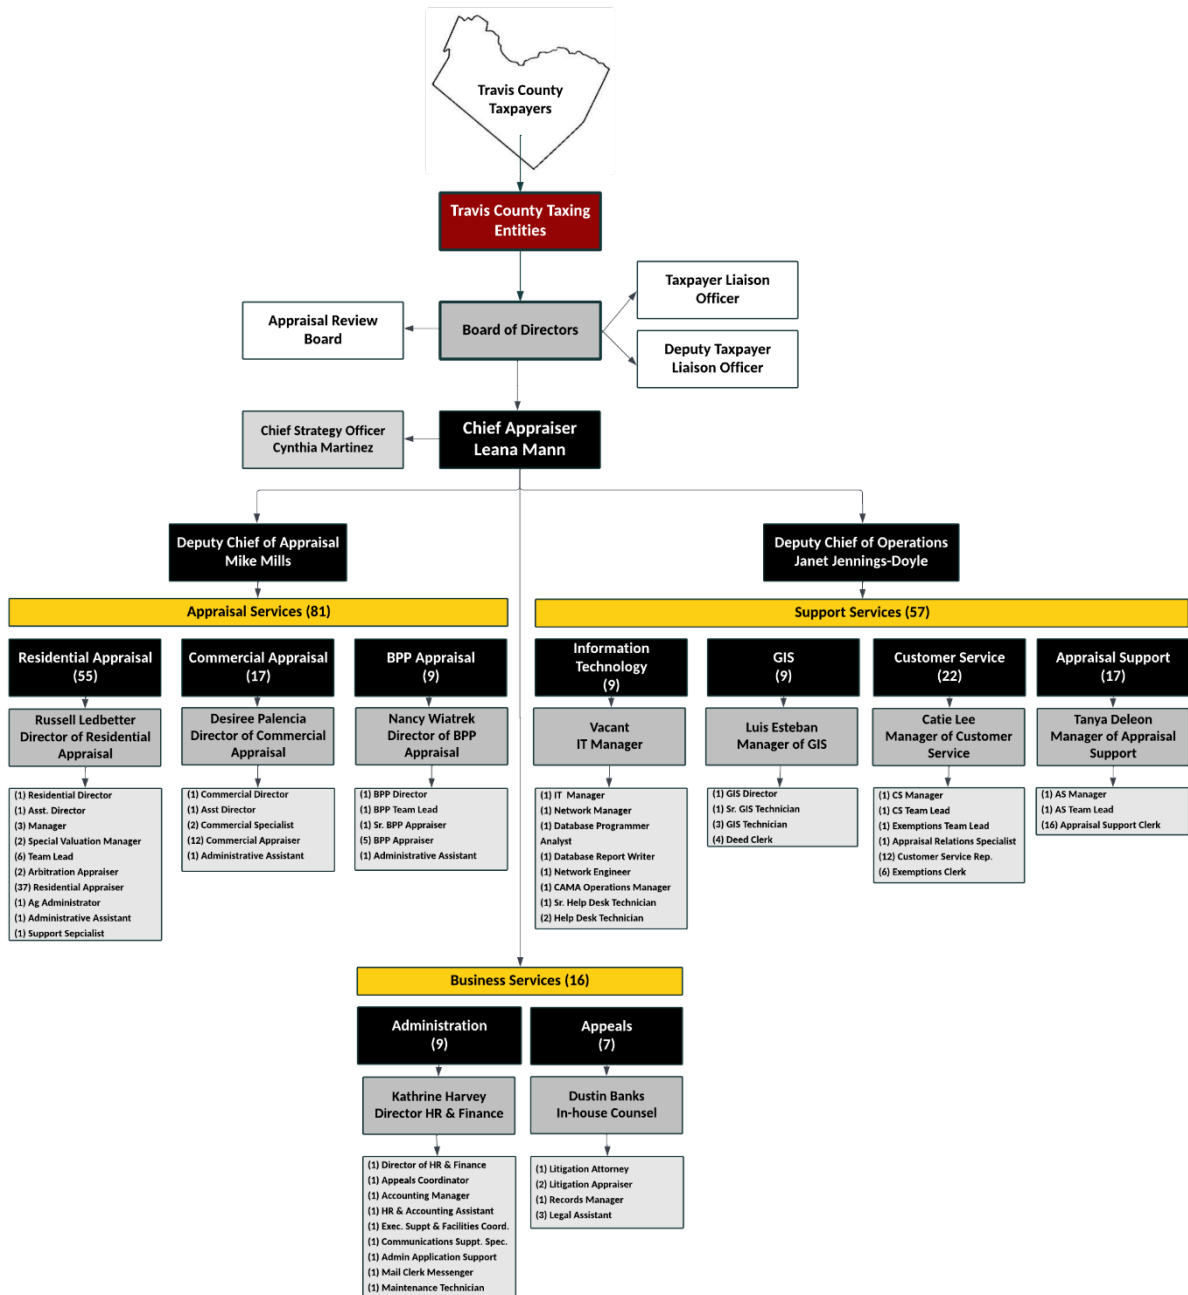 Travis County
Taxpayers
Travis County Taxing
Entities
Taxpayer Liaison
Officer
Appraisal Review
Board
Board of Directors
Deputy Taxpayer
Liaison Officer
Chief Strategy Officer
Cynthia Martinez
Chief Appraiser
Leana Mann
Deputy Chief of Appraisal
Mike Mills
Deputy Chief of Operations
Janet Jennings-Doyle
Appraisal Services (81)
Support Services (57)
Residential Appraisal
(55)
Russell Ledbetter
Director of Residential
Appraisal
(1) Residential Director
(1) Asst. Director
(3) Manager
(2) Special Valuation Manager
(6) Team Lead
(2) Arbitration Appraiser
(37) Residential Appraiser
(1) Ag Administrator
(1) Administrative Assistant
(1) Support Sepcialist
Commercial Appraisal
(17)
Desiree Palencia
Director of Commercial
Appraisal
(1) Commercial Director
(1) Asst Director
(2) Commercial Specialist
(12) Commercial Appraiser
(1) Administrative Assistant
BPP Appraisal
(9)
Nancy Wiatrek
Director of BPP
Appraisal
(1) BPP Director
(1) BPP Team Lead
(1) Sr. BPP Appraiser
(5) BPP Appraiser
(1) Administrative Assistant
Information
Technology
(9)
Vacant
IT Manager
(1) IT Manager
(1) Network Manager
(1) Database Programmer
Analyst
(1) Database Report Writer
(1) Network Engineer
(1) CAMA Operations Manager
(1) Sr. Help Desk Technician
(2) Help Desk Technician
GIS
(9)
Luis Esteban
Manager of GIS
(1) GIS Director
(1) Sr. GIS Technician
(3) GIS Technician
(4) Deed Clerk
Customer Service
(22)
Catie Lee
Manager of Customer
Service
(1) CS Manager
(1) CS Team Lead
(1) Exemptions Team Lead
(1) Appraisal Relations Specialist
(12) Customer Service Rep.
(6) Exemptions Clerk
Appraisal Support
(17)
Tanya Deleon
Manager of Appraisal
Support
(1) AS Manager
(1) AS Team Lead
(16) Appraisal Support Clerk
Business Services (16)
Administration
(9)
Kathrine Harvey
Director HR & Finance
(1) Director of HR & Finance
(1) Appeals Coordinator
(1) Accounting Manager
(1) HR & Accounting Assistant
(1) Exec. Suppt & Facilities Coord.
(1) Communications Suppt. Spec.
(1) Admin Application Support
(1) Mail Clerk Messenger
(1) Maintenance Technician
Appeals
(7)
Dustin Banks
In-house Counsel
(1) Litigation Attorney
(2) Litigation Appraiser
(1) Records Manager
(3) Legal Assistant